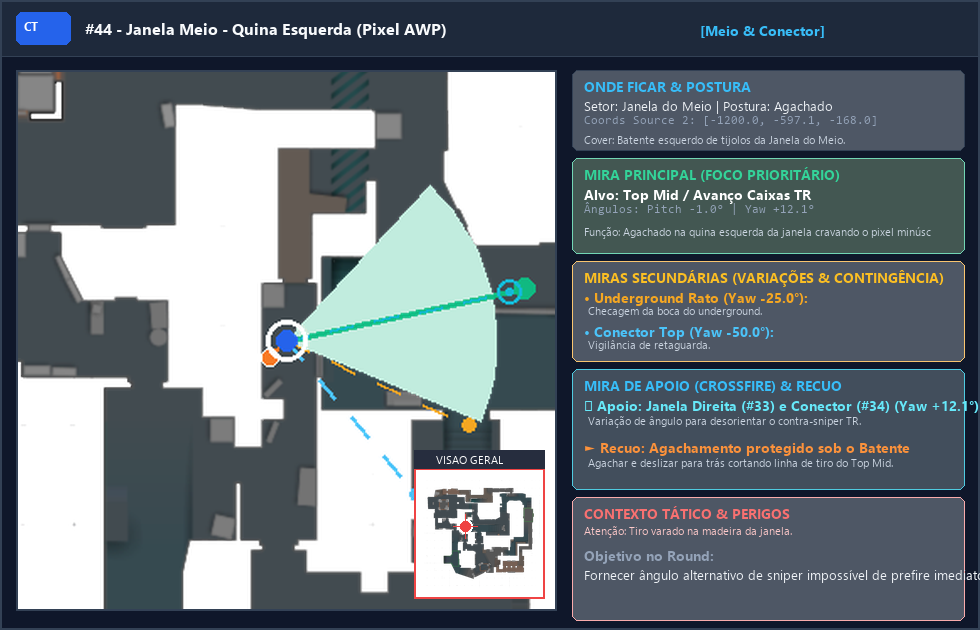 CT
#44 - Janela Meio - Quina Esquerda (Pixel AWP)
[Meio & Conector]
VISAO GERAL
ONDE FICAR & POSTURA
Setor: Janela do Meio | Postura: Agachado
Coords Source 2: [-1200.0, -597.1, -168.0]
Cover: Batente esquerdo de tijolos da Janela do Meio.
MIRA PRINCIPAL (FOCO PRIORITÁRIO)
Alvo: Top Mid / Avanço Caixas TR
Ângulos: Pitch -1.0° | Yaw +12.1°
Função: Agachado na quina esquerda da janela cravando o pixel minúsc
MIRAS SECUNDÁRIAS (VARIAÇÕES & CONTINGÊNCIA)
• Underground Rato (Yaw -25.0°):
Checagem da boca do underground.
• Conector Top (Yaw -50.0°):
Vigilância de retaguarda.
MIRA DE APOIO (CROSSFIRE) & RECUO
Apoio: Janela Direita (#33) e Conector (#34) (Yaw +12.1°)
Variação de ângulo para desorientar o contra-sniper TR.
► Recuo: Agachamento protegido sob o Batente
Agachar e deslizar para trás cortando linha de tiro do Top Mid.
CONTEXTO TÁTICO & PERIGOS
Atenção: Tiro varado na madeira da janela.
Objetivo no Round:
Fornecer ângulo alternativo de sniper impossível de prefire imediato